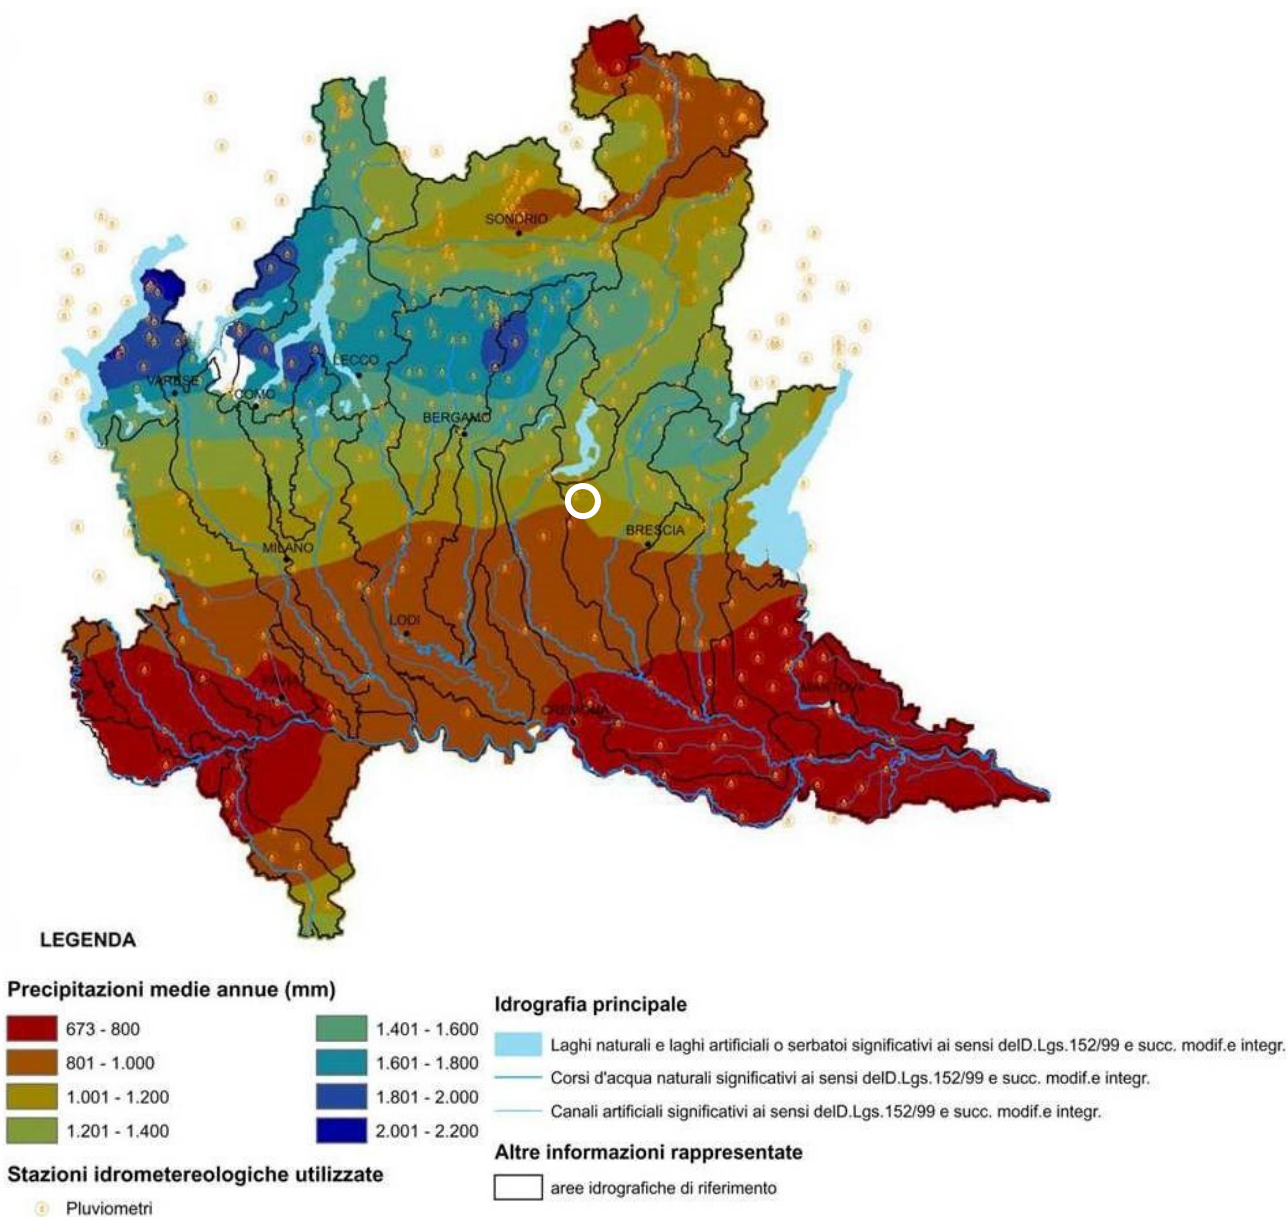 SONDRIO
LECCO
VARESE
COMO
BERGAMO
BRESCIA
MILANO
LODI
PAVIA
CREMONA
MANTOVA
LEGENDA
Precipitazioni medie annue (mm)
673 - 800
801 - 1.000
1.001 - 1.200
1.201 - 1.400
1.401 - 1.600
1.601 - 1.800
1.801 - 2.000
2.001 - 2.200
Stazioni idrometereologiche utilizzate
Pluviometri
Idrografia principale
Laghi naturali e laghi artificiali o serbatoi significativi ai sensi delD.Lgs.152/99 e succ. modif.e integr.
Corsi d'acqua naturali significativi ai sensi delD.Lgs.152/99 e succ. modif.e integr.
Canali artificiali significativi ai sensi delD.Lgs.152/99 e succ. modif.e integr.
Altre informazioni rappresentate
aree idrografiche di riferimento